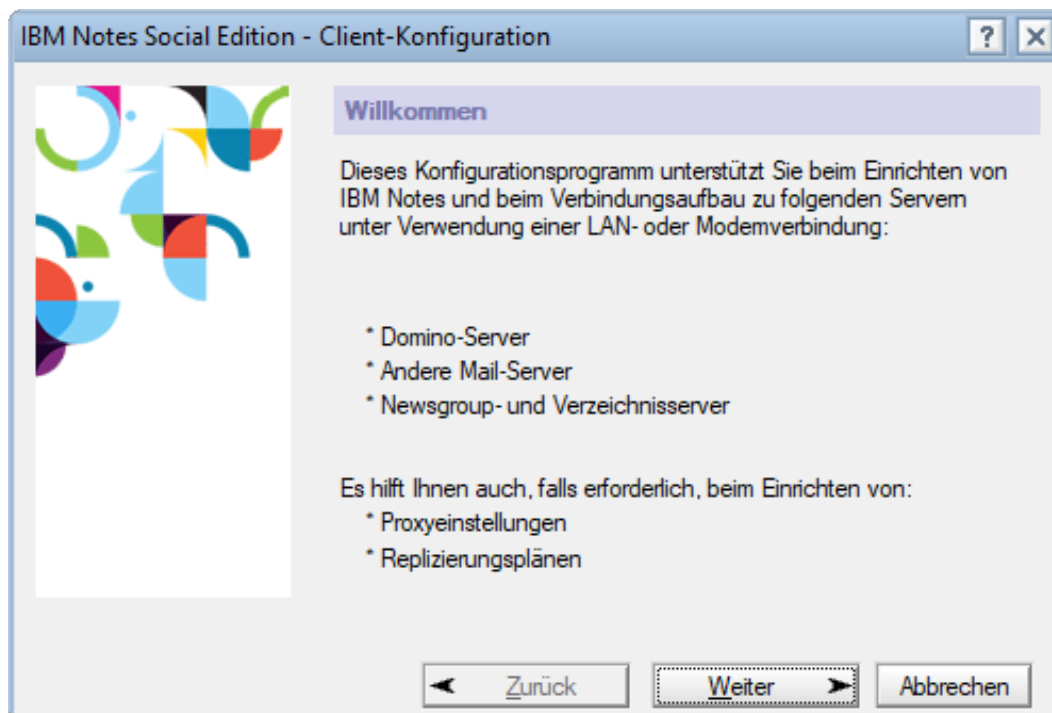 IBM Notes Social Edition - Client-Konfiguration
Willkommen
Dieses Konfigurationsprogramm unterstützt Sie beim Einrichten von
IBM Notes und beim Verbindungsaufbau zu folgenden Servern
unter Verwendung einer LAN- oder Modemverbindung:
* Domino-Server
* Andere Mail-Server
* Newsgroup- und Verzeichnisserver
Es hilft Ihnen auch, falls erforderlich, beim Einrichten von:
* Proxyeinstellungen
* Replizierungsplänen
Zurück Weiter Abbrechen